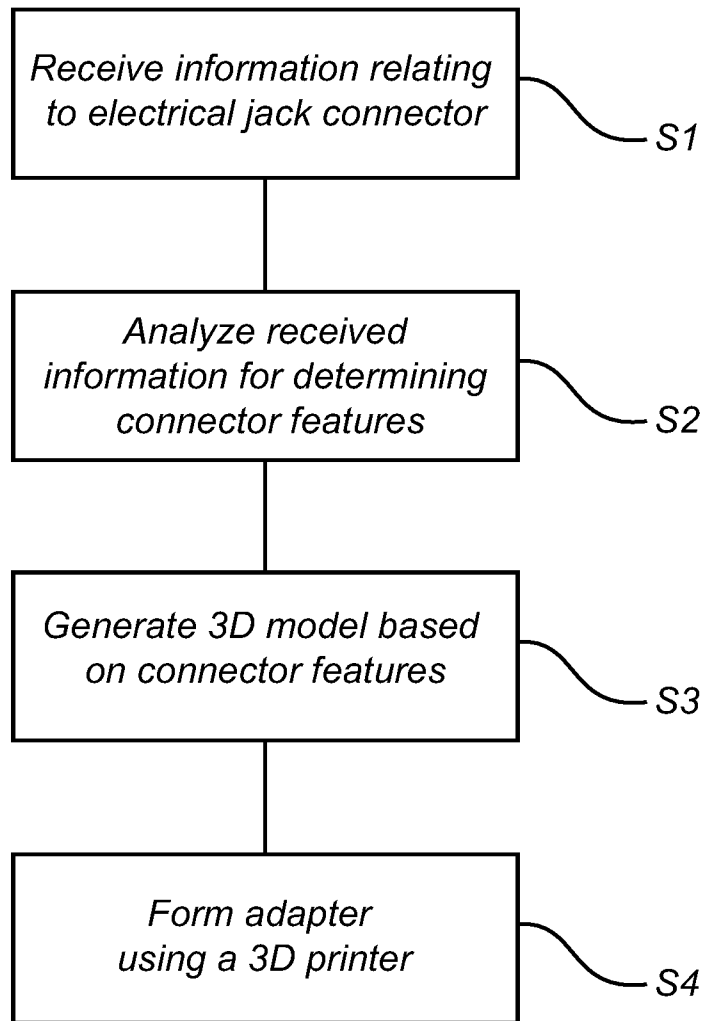 Receive information relating
to electrical jack connector
S1
Analyze received
information for determining
connector features
S2
Generate 3D model based
on connector features
S3
Form adapter
using a 3D printer
S4